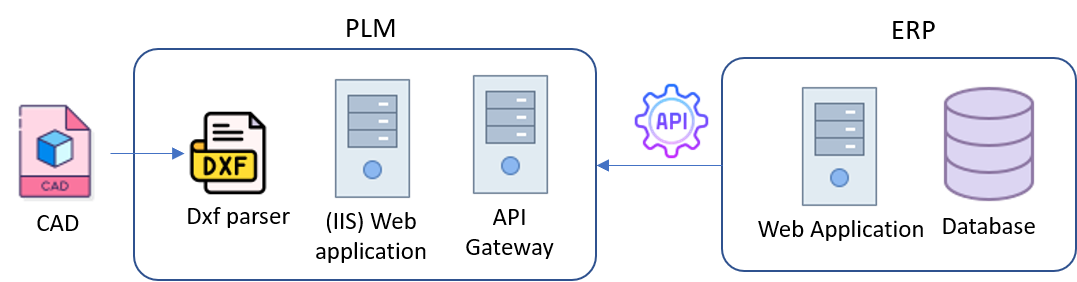 PLM
ERP
CAD
DXF
API
CAD
Dxf parser
(IIS) Web
application
API
Gateway
Web Application
Database